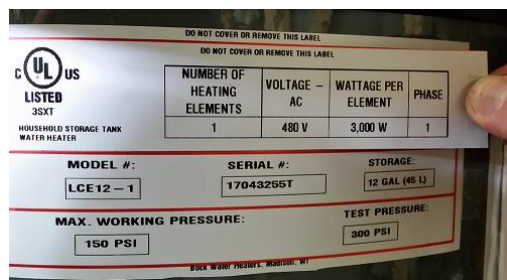 DO NOT COVER OR REMOVE THIS LABEL
DO NOT COVER OR REMOVE THIS LABEL
C UL US
LISTED
3SXT
HOUSEHOLD STORAGE TANK
WATER HEATER
NUMBER OF HEATING ELEMENTS
VOLTAGE – AC
WATTAGE PER ELEMENT
PHASE
1
480 V
3,000 W
1
MODEL #:
SERIAL #:
STORAGE:
LCE12 – 1
17043255T
12 GAL (45 L)
MAX. WORKING PRESSURE:
TEST PRESSURE:
150 PSI
300 PSI
Bock Water Heaters, Madison, WI